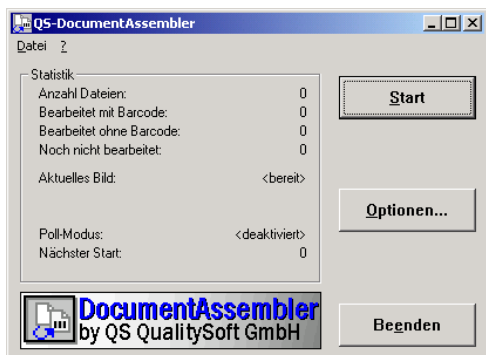 QS-DocumentAssembler
Datei ?
Statistik
Anzahl Dateien: 0
Bearbeitet mit Barcode: 0
Bearbeitet ohne Barcode: 0
Noch nicht bearbeitet: 0
Aktuelles Bild: <bereit>
Poll-Modus: <deaktiviert>
Nächster Start: 0
Start
Optionen...
Beenden
DocumentAssembler
by QS QualitySoft GmbH